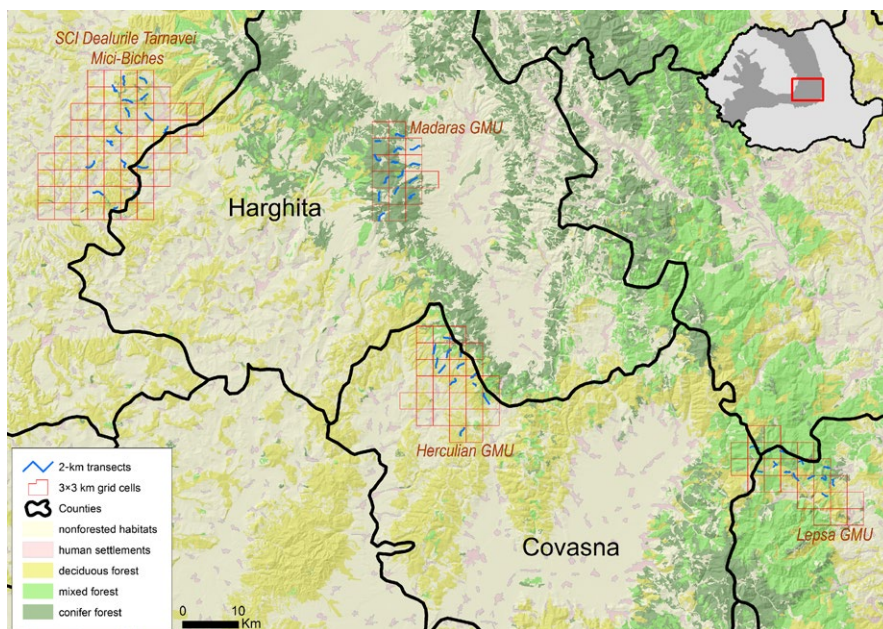 SCI Dealurile Tarnavei
Mici-Biches
Madaras GMU
Harghita
Herculian GMU
Covasna
Lepsa GMU
2-km transects
3×3 km grid cells
Counties
nonforested habitats
human settlements
deciduous forest
mixed forest
conifer forest
0 10
Km